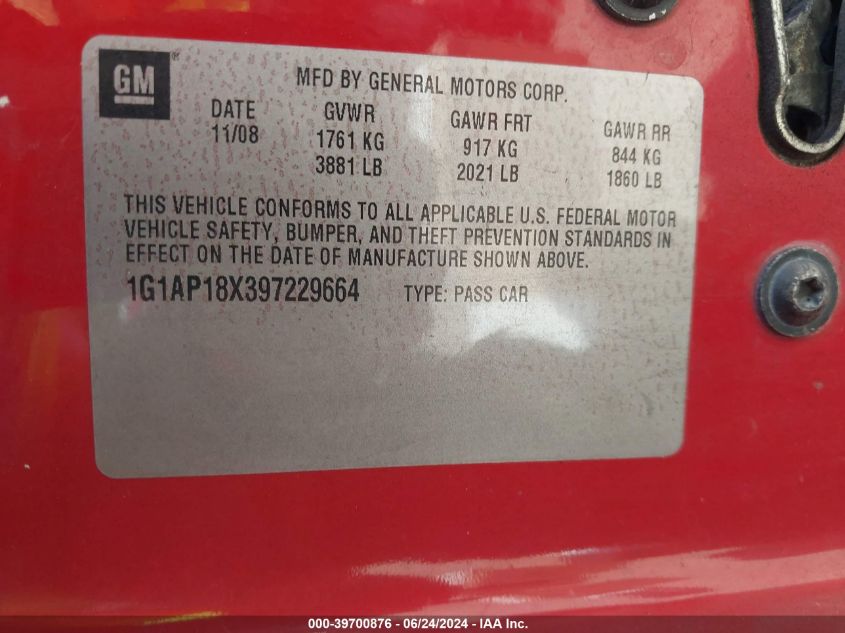 GM®
MFD BY GENERAL MOTORS CORP.
DATE GVWR GAWR FRT GAWR RR
11/08 1761 KG 917 KG 844 KG
3881 LB 2021 LB 1860 LB
THIS VEHICLE CONFORMS TO ALL APPLICABLE U.S. FEDERAL MOTOR
VEHICLE SAFETY, BUMPER, AND THEFT PREVENTION STANDARDS IN
EFFECT ON THE DATE OF MANUFACTURE SHOWN ABOVE.
1G1AP18X397229664 TYPE: PASS CAR
000-39700876 - 06/24/2024 - IAA Inc.